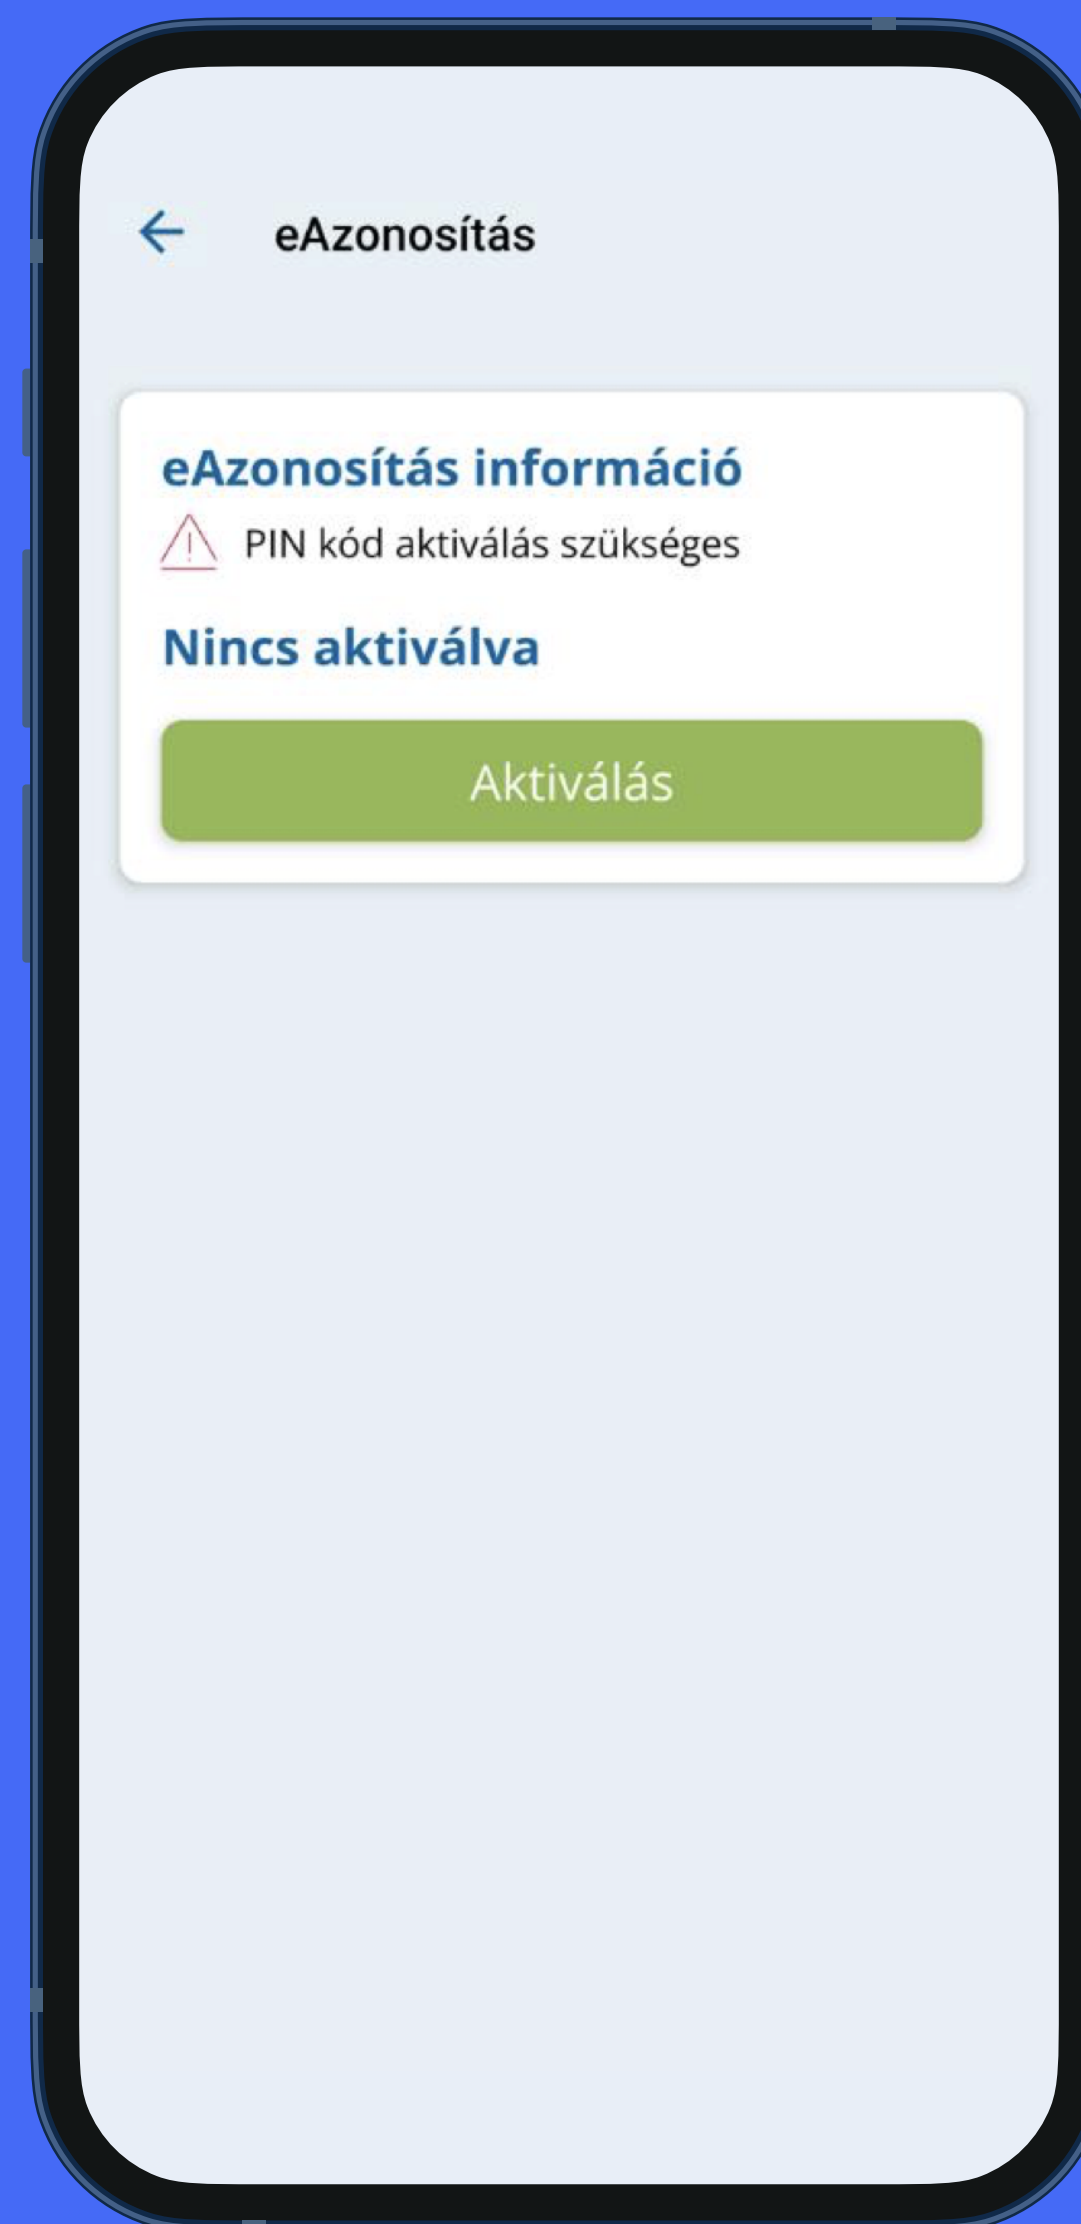 eAzonosítás
eAzonosítás információ
PIN kód aktiválás szükséges
Nincs aktiválva
Aktiválás